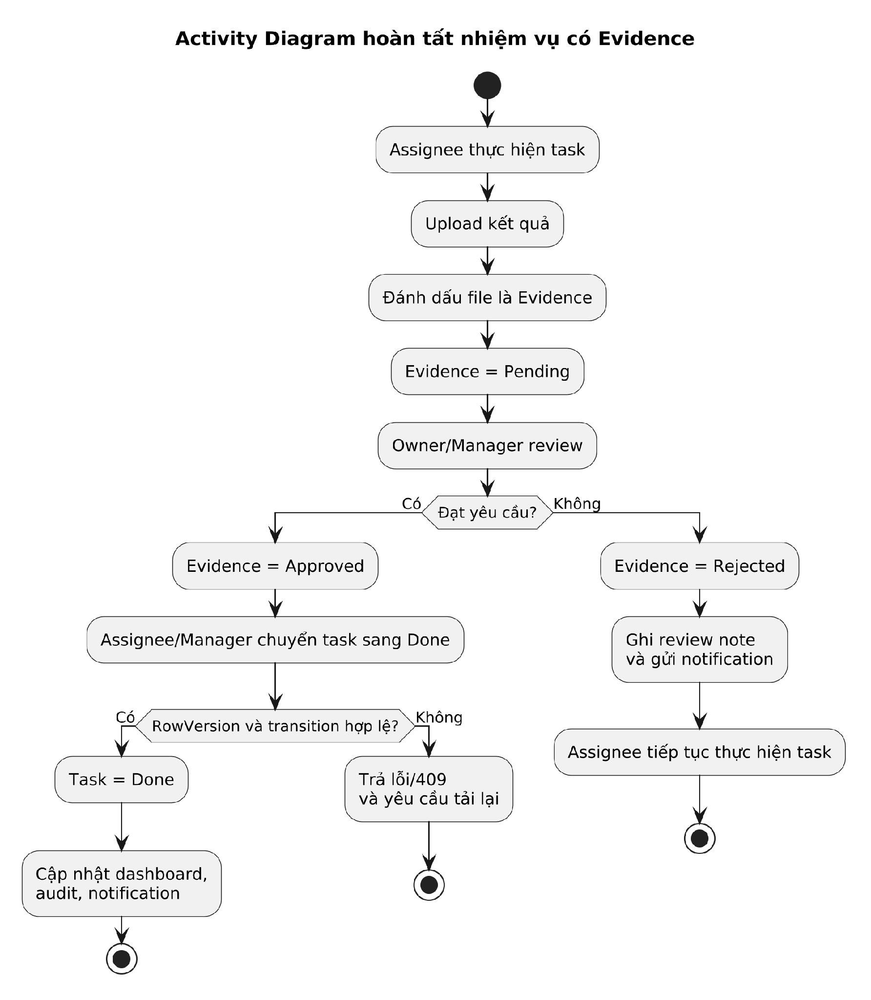 Activity Diagram hoàn tất nhiệm vụ có Evidence
Assignee thực hiện task
Upload kết quả
Đánh dấu file là Evidence
Evidence = Pending
Owner/Manager review
Đạt yêu cầu?
Có
Không
Evidence = Approved
Assignee/Manager chuyển task sang Done
RowVersion và transition hợp lệ?
Có
Không
Task = Done
Cập nhật dashboard,
audit, notification
Trả lỗi/409
và yêu cầu tải lại
Evidence = Rejected
Ghi review note
và gửi notification
Assignee tiếp tục thực hiện task